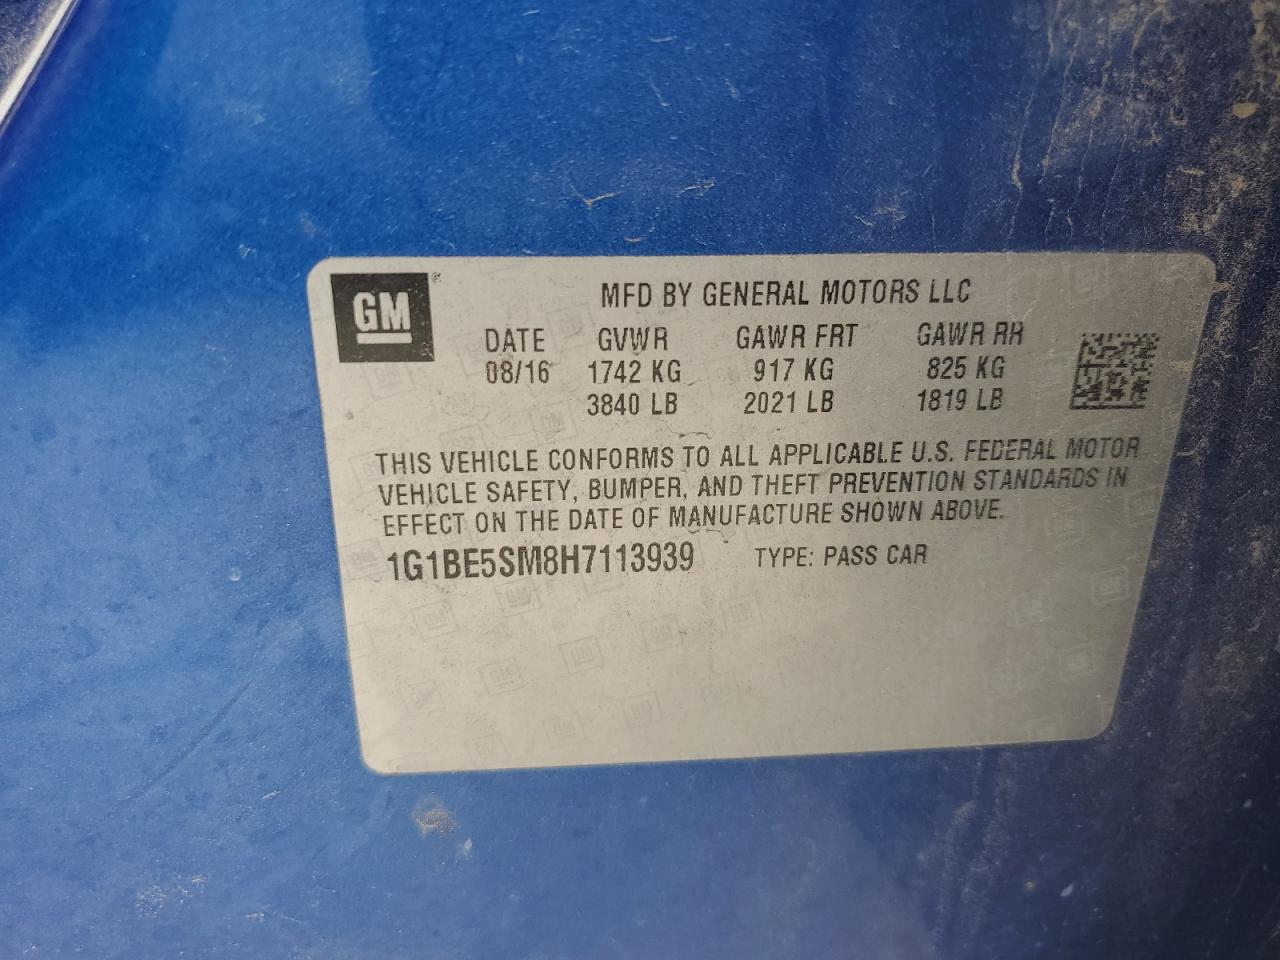 GM ®
MFD BY GENERAL MOTORS LLC
DATE GVWR GAWR FRT GAWR RR
08/16 1742 KG 917 KG 825 KG
3840 LB 2021 LB 1819 LB
THIS VEHICLE CONFORMS TO ALL APPLICABLE U.S. FEDERAL MOTOR
VEHICLE SAFETY, BUMPER, AND THEFT PREVENTION STANDARDS IN
EFFECT ON THE DATE OF MANUFACTURE SHOWN ABOVE.
1G1BE5SM8H7113939 TYPE: PASS CAR